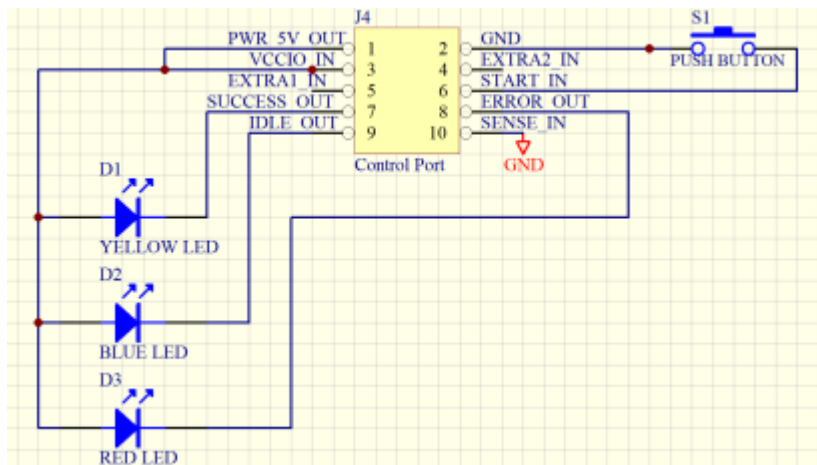 J4
S1
PWR_5V_OUT 1 2 GND
VCCIO_IN 3 4 EXTRA2_IN
PUSH BUTTON
EXTRA1_IN 5 6 START_IN
SUCCESS_OUT 7 8 ERROR_OUT
IDLE_OUT 9 10 SENSE_IN
Control Port
GND
D1
YELLOW LED
D2
BLUE LED
D3
RED LED